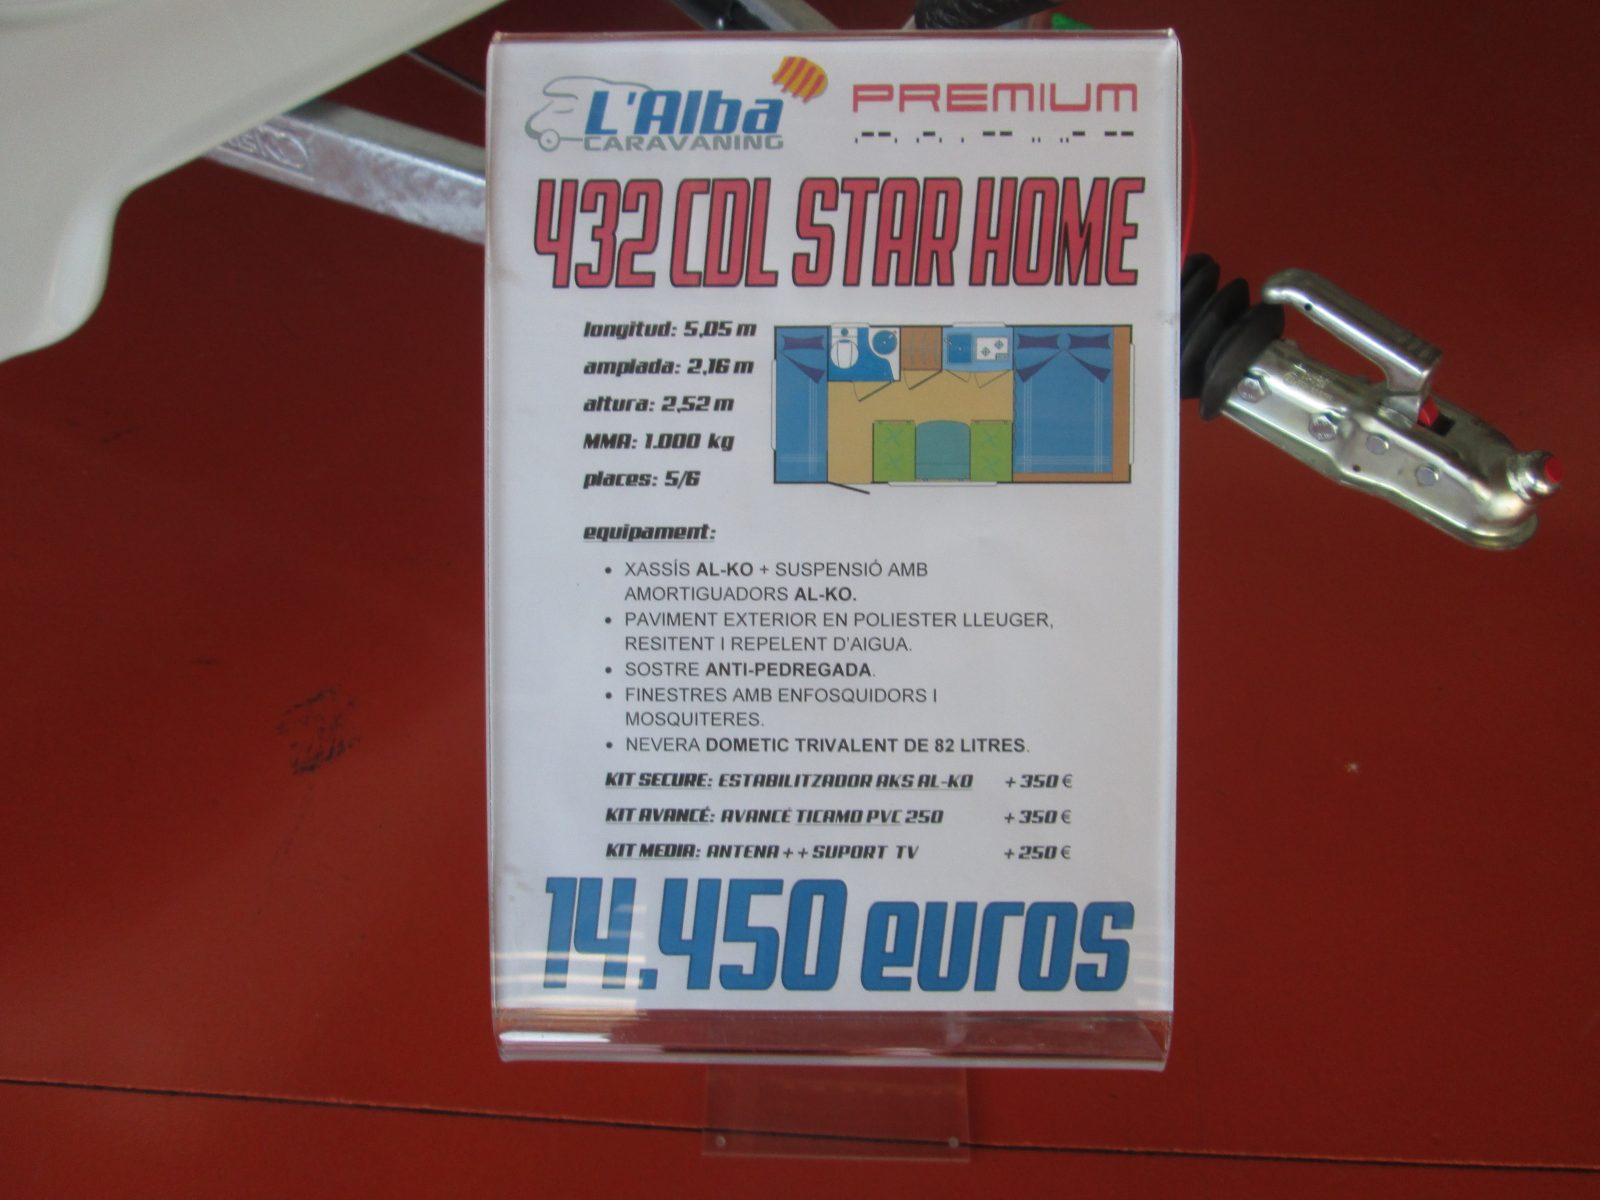 L'Alba
CARAVANING
PREMIUM
432 CDL STAR HOME
longitud: 5,05 m
amplada: 2,16 m
altura: 2,52 m
MMA: 1.000 kg
places: 5/6
equipament:
• XASSÍS AL-KO + SUSPENSIÓ AMB
AMORTIGUADORS AL-KO.
• PAVIMENT EXTERIOR EN POLIESTER LLEUGER,
RESITENT I REPELENT D'AIGUA.
• SOSTRE ANTI-PEDREGADA.
• FINESTRES AMB ENFOSQUIDORS I
MOSQUITERES.
• NEVERA DOMETIC TRIVALENT DE 82 LITRES.
KIT SECURE: ESTABILITZADOR AKS AL-KO + 350 €
KIT AVANCÉ: AVANCÉ TICAMO PVC 250 + 350 €
KIT MEDIA: ANTENA + + SUPORT TV + 250 €
14.450 euros